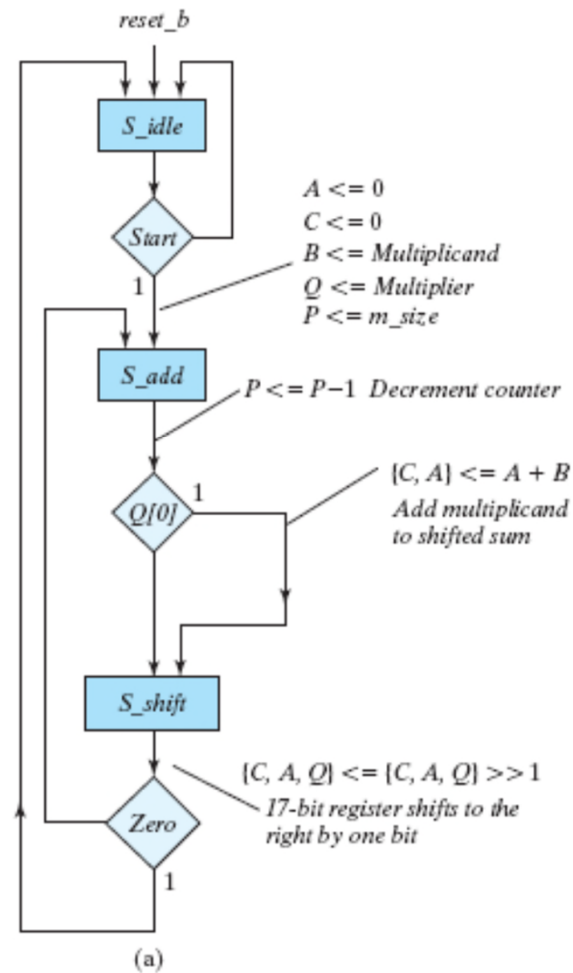 reset_b
S_idle
Start
1
A <= 0
C <= 0
B <= Multiplicand
Q <= Multiplier
P <= m_size
S_add
P <= P−1 Decrement counter
Q[0]
1
{C, A} <= A + B
Add multiplicand
to shifted sum
S_shift
{C, A, Q} <= {C, A, Q} >> 1
17-bit register shifts to the
right by one bit
Zero
1
(a)